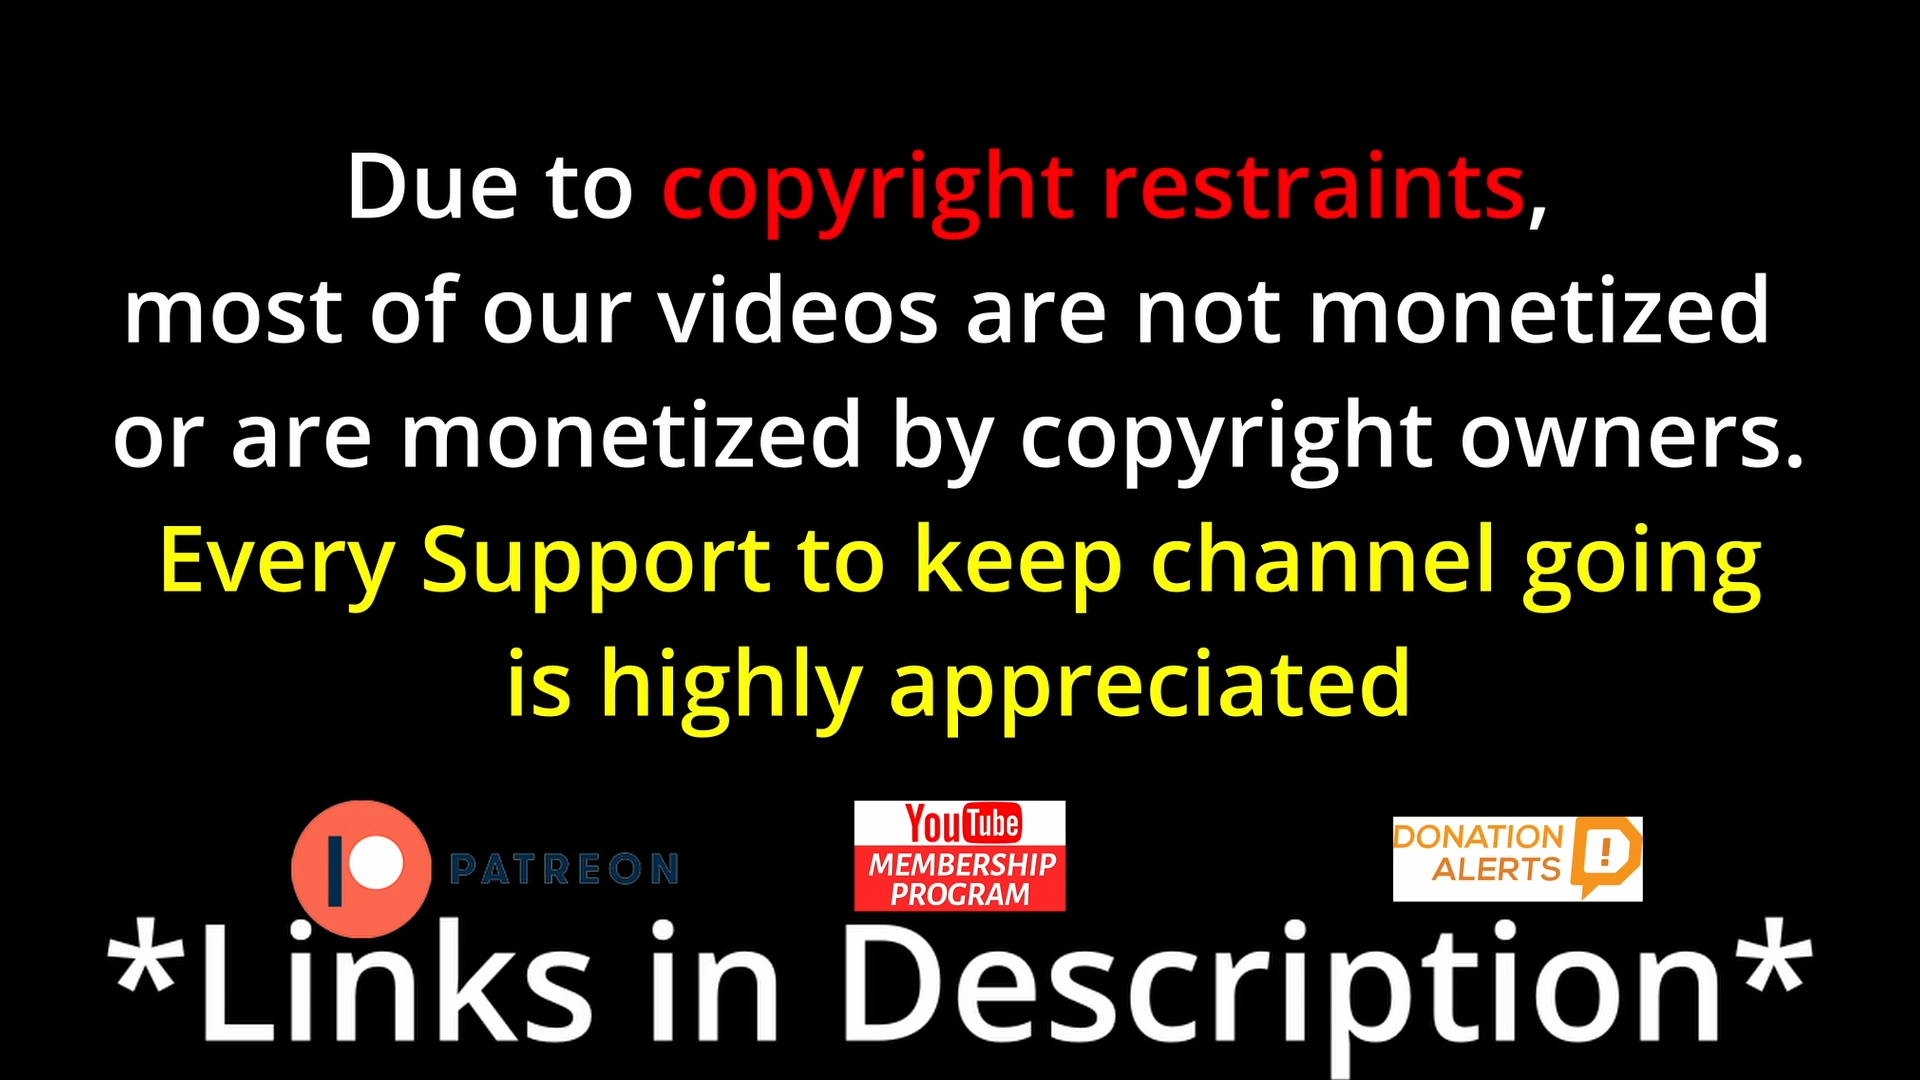 Due to copyright restraints,
most of our videos are not monetized
or are monetized by copyright owners.
Every Support to keep channel going
is highly appreciated
PATREON
YouTube
MEMBERSHIP
PROGRAM
DONATION
ALERTS
*Links in Description*